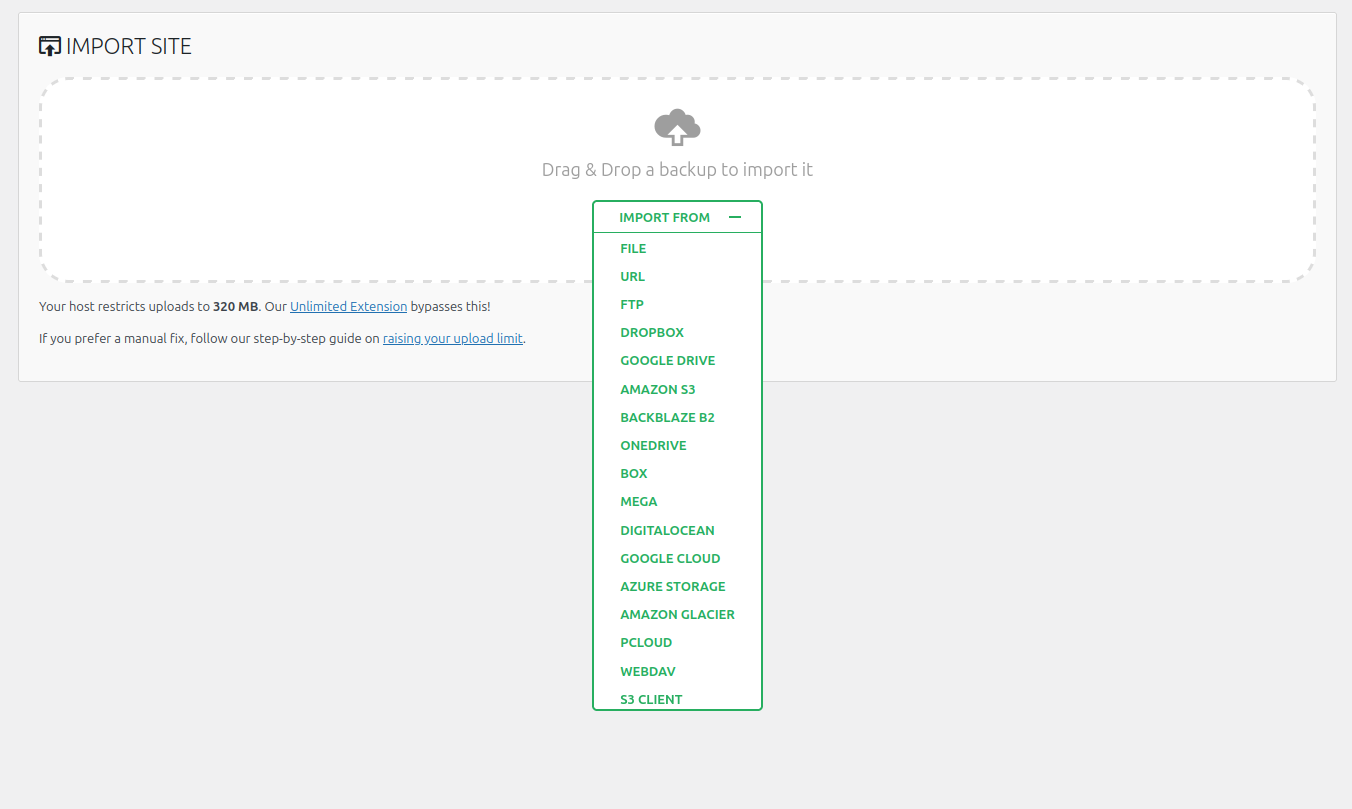 IMPORT SITE
Drag & Drop a backup to import it
IMPORT FROM
FILE
URL
FTP
DROPBOX
GOOGLE DRIVE
AMAZON S3
BACKBLAZE B2
ONEDRIVE
BOX
MEGA
DIGITALOCEAN
GOOGLE CLOUD
AZURE STORAGE
AMAZON GLACIER
PCLOUD
WEBDAV
S3 CLIENT
Your host restricts uploads to 320 MB. Our Unlimited Extension bypasses this!
If you prefer a manual fix, follow our step-by-step guide on raising your upload limit.